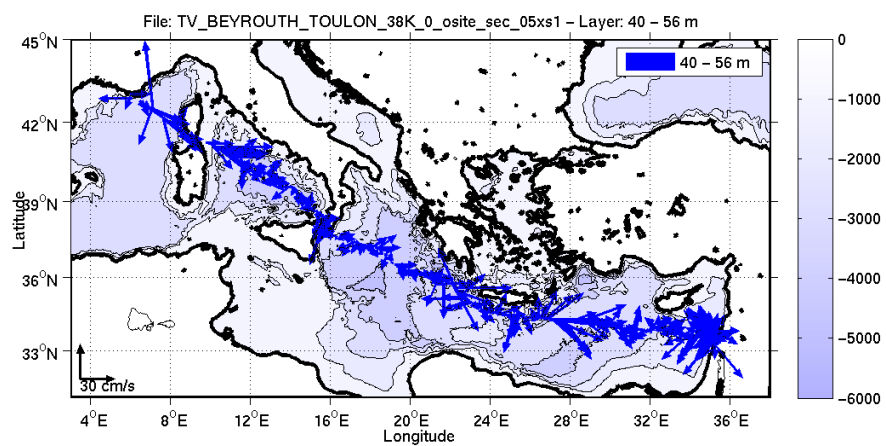 File: TV_BEYROUTH_TOULON_38K_0_osite_sec_05xs1 – Layer: 40 – 56 m
45°N
42°N
39°N
36°N
33°N
Latitude
40 – 56 m
30 cm/s
4°E 8°E 12°E 16°E 20°E 24°E 28°E 32°E 36°E
Longitude
0
−1000
−2000
−3000
−4000
−5000
−6000